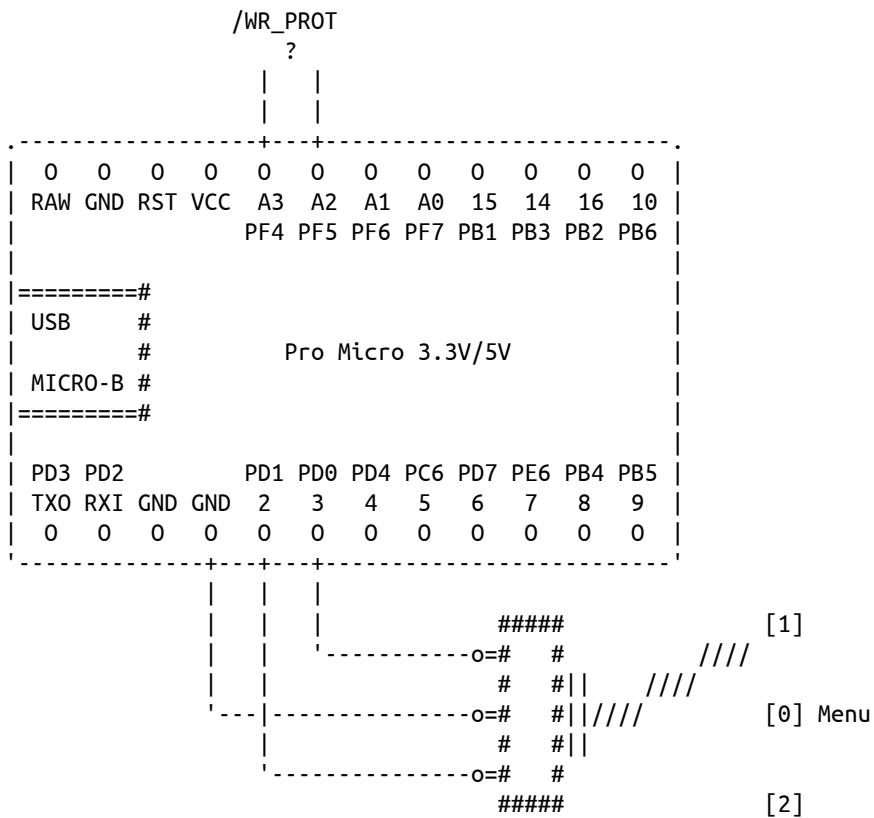 /WR_PROT
?
O O O O O O O O O O O O
RAW GND RST VCC A3 A2 A1 A0 15 14 16 10
PF4 PF5 PF6 PF7 PB1 PB3 PB2 PB6
USB
Pro Micro 3.3V/5V
MICRO-B
PD3 PD2 PD1 PD0 PD4 PC6 PD7 PE6 PB4 PB5
TXO RXI GND GND 2 3 4 5 6 7 8 9
O O O O O O O O O O O O
[1]
[0] Menu
[2]